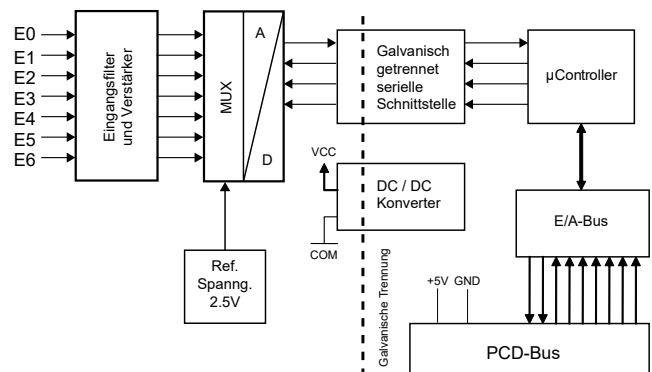 E0
E1
E2
E3
E4
E5
E6
Eingangsfilter
und Verstärker
MUX
A
D
Galvanisch
getrennet
serielle
Schnittstelle
µController
VCC
DC / DC
Konverter
COM
E/A-Bus
Ref.
Spanng.
2.5V
Galvanische Trennung
+5V GND
PCD-Bus